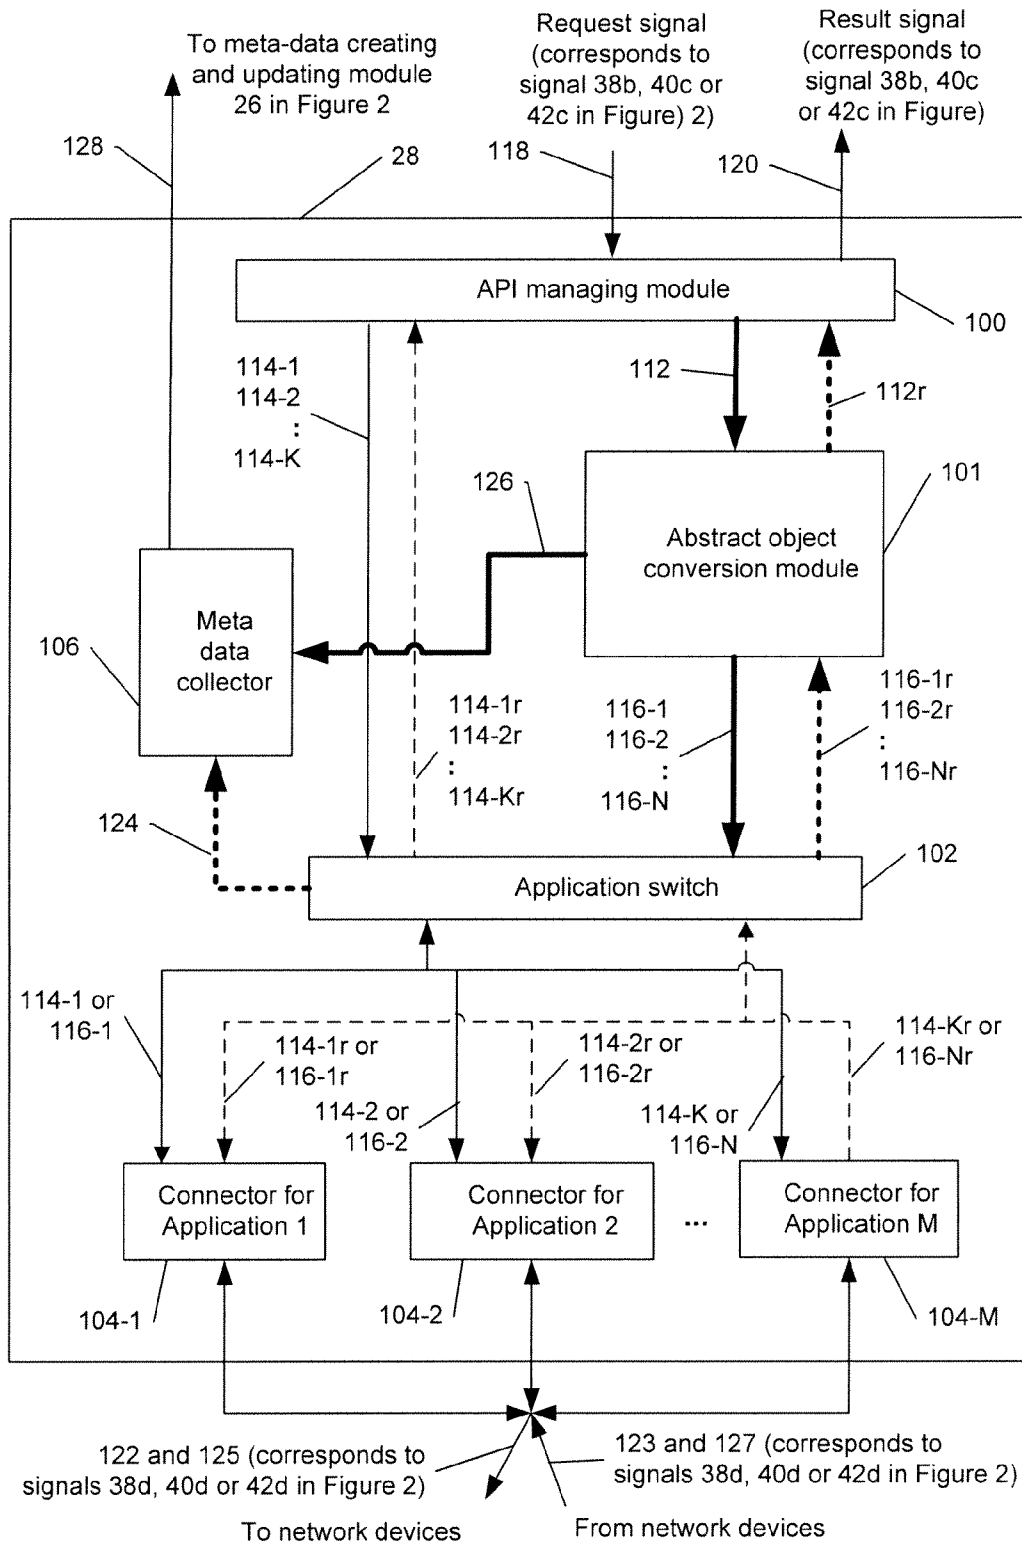 To meta-data creating
and updating module
26 in Figure 2
Request signal
(corresponds to
signal 38b, 40c or
42c in Figure) 2)
Result signal
(corresponds to
signal 38b, 40c
or 42c in Figure)
128
28
118
120
API managing module
100
114-1
114-2
:
114-K
112
112r
126
101
Abstract object
conversion module
Meta
data
collector
106
114-1r
114-2r
:
114-Kr
116-1
116-2
:
116-N
116-1r
116-2r
:
116-Nr
124
102
Application switch
114-1 or
116-1
114-1r or
116-1r
114-2 or
116-2
114-2r or
116-2r
114-K or
116-N
114-Kr or
116-Nr
Connector for
Application 1
Connector for
Application 2
...
Connector for
Application M
104-1
104-2
104-M
122 and 125 (corresponds to
signals 38d, 40d or 42d in Figure 2)
123 and 127 (corresponds to
signals 38d, 40d or 42d in Figure 2)
To network devices
From network devices